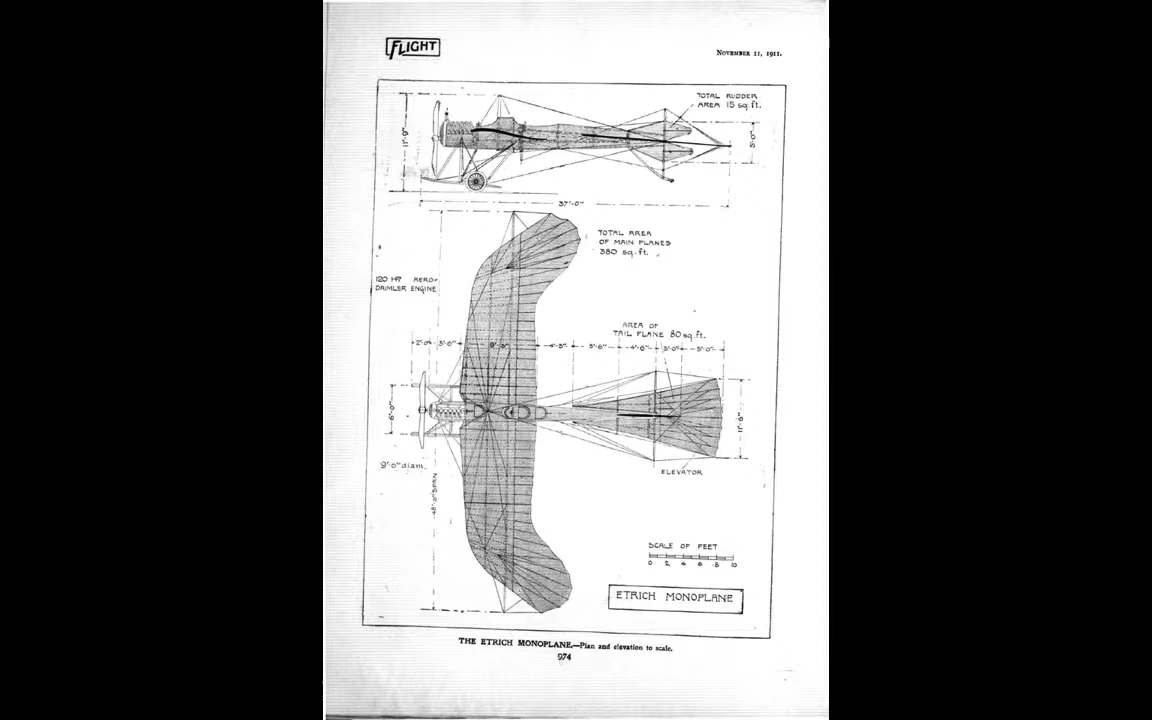 FLIGHT
NOVEMBER 11, 1911.
TOTAL RUDDER
AREA 15 sq.ft.
11'-9"
5'-0"
37'-0"
TOTAL AREA
OF MAIN PLANES
380 sq.ft.
120 HP AERO-
DAIMLER ENGINE
AREA OF
TAIL PLANE 80 sq.ft.
2'-0" 3'-6" 4'-3" 3'-6" 4'-6" 3'-0" 3'-0"
6'-0"
11'-6"
9'-0" diam.
ELEVATOR
48'-0" SPAN
SCALE OF FEET
0 2 4 6 8 10
ETRICH MONOPLANE
THE ETRICH MONOPLANE.—Plan and elevation to scale.
974